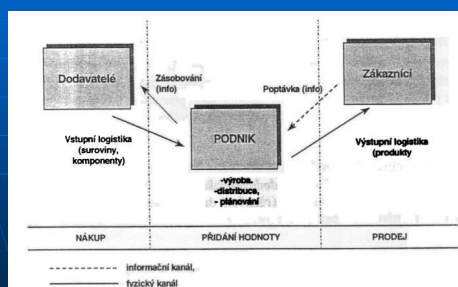 Dodavatelé
Zásobování
(info)
Zákazníci
Poptávka (info)
Vstupní logistika
(suroviny,
komponenty)
PODNIK
Výstupní logistika
(produkty
-výroba.
-distribuce,
- plánování
NÁKUP
PŘIDÁNÍ HODNOTY
PRODEJ
informační kanál,
fyzický kanál